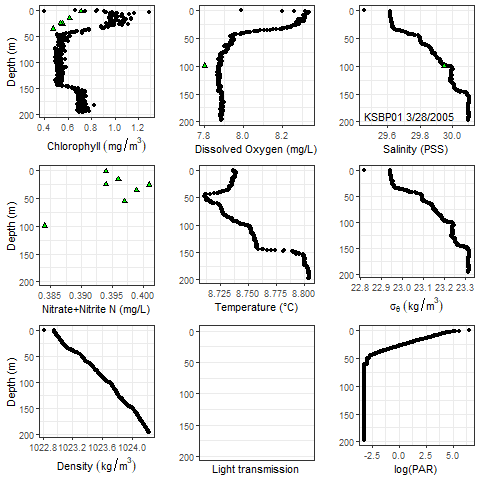 Depth (m)
0
50
100
150
200
0.4 0.6 0.8 1.0 1.2
Chlorophyll (mg/m³)
0
50
100
150
200
7.8 8.0 8.2
Dissolved Oxygen (mg/L)
0
50
100
150
200
KSBP01 3/28/2005
29.6 29.8 30.0
Salinity (PSS)
Depth (m)
0
50
100
150
200
0.385 0.390 0.395 0.400
Nitrate+Nitrite N (mg/L)
0
50
100
150
200
8.725 8.750 8.775 8.800
Temperature (°C)
0
50
100
150
200
22.8 22.9 23.0 23.1 23.2 23.3
σθ (kg/m³)
Depth (m)
0
50
100
150
200
1022.8 1023.2 1023.6 1024.0
Density (kg/m³)
0
50
100
150
200
Light transmission
0
50
100
150
200
-2.5 0.0 2.5 5.0
log(PAR)